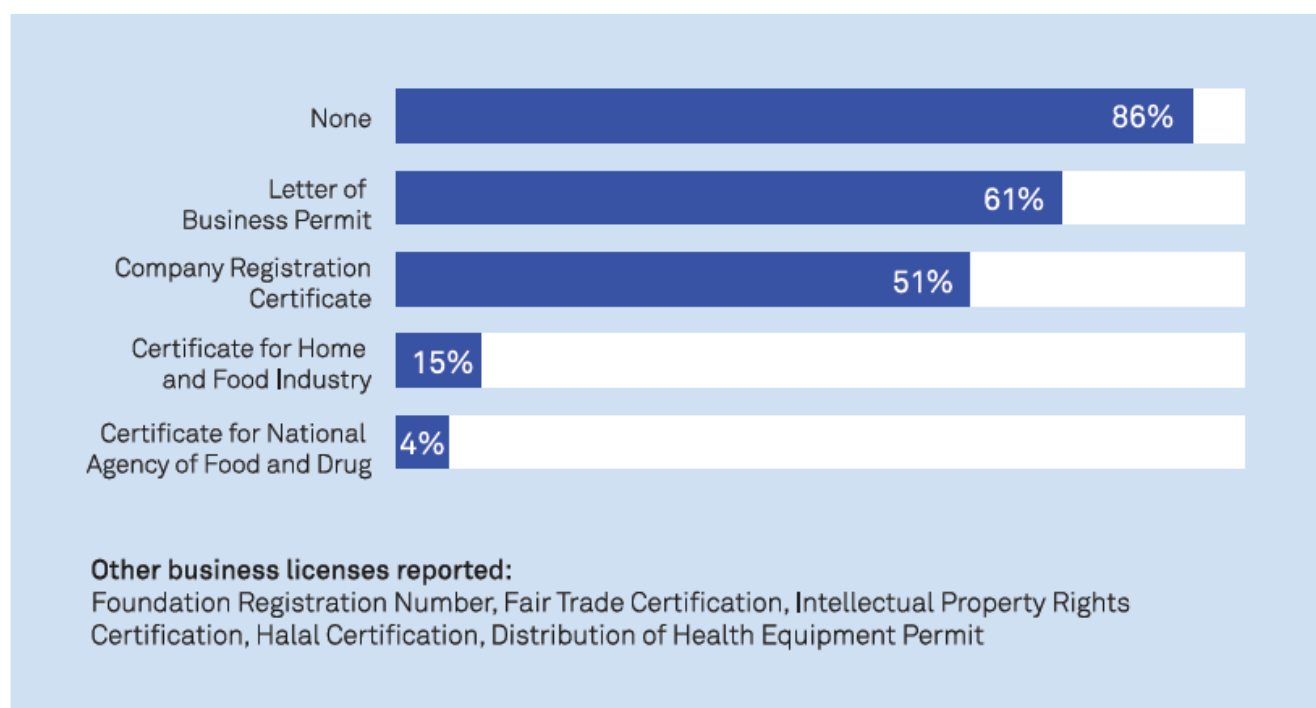 None
86%
Letter of
Business Permit
61%
Company Registration
Certificate
51%
Certificate for Home
and Food Industry
15%
Certificate for National
Agency of Food and Drug
4%
Other business licenses reported:
Foundation Registration Number, Fair Trade Certification, Intellectual Property Rights
Certification, Halal Certification, Distribution of Health Equipment Permit